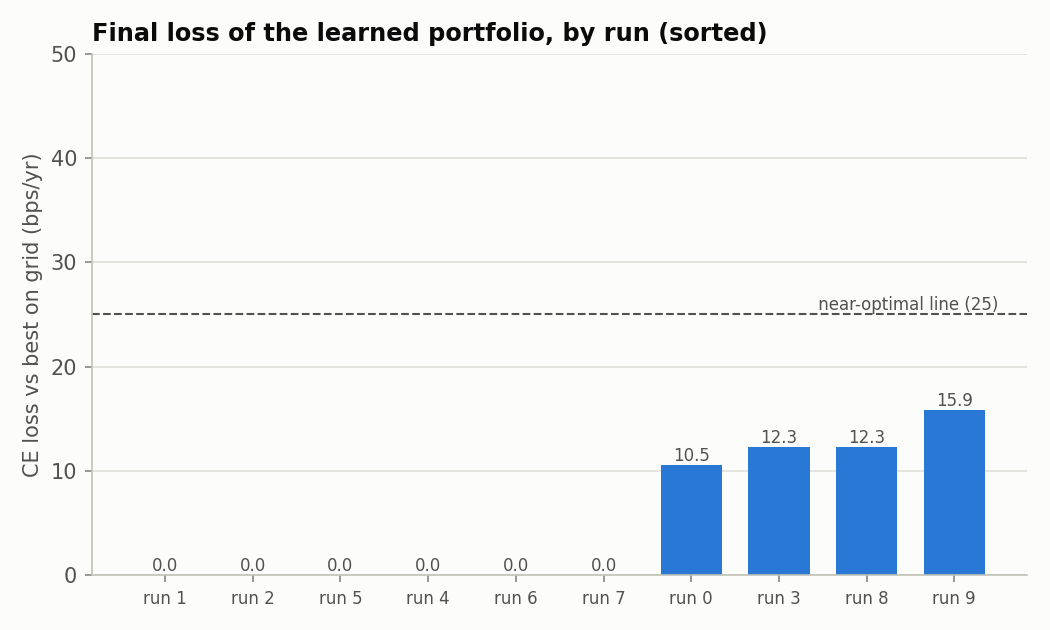 Final loss of the learned portfolio, by run (sorted)
CE loss vs best on grid (bps/yr)
50
40
30
20
10
0
near-optimal line (25)
0.0
0.0
0.0
0.0
0.0
0.0
10.5
12.3
12.3
15.9
run 1
run 2
run 5
run 4
run 6
run 7
run 0
run 3
run 8
run 9